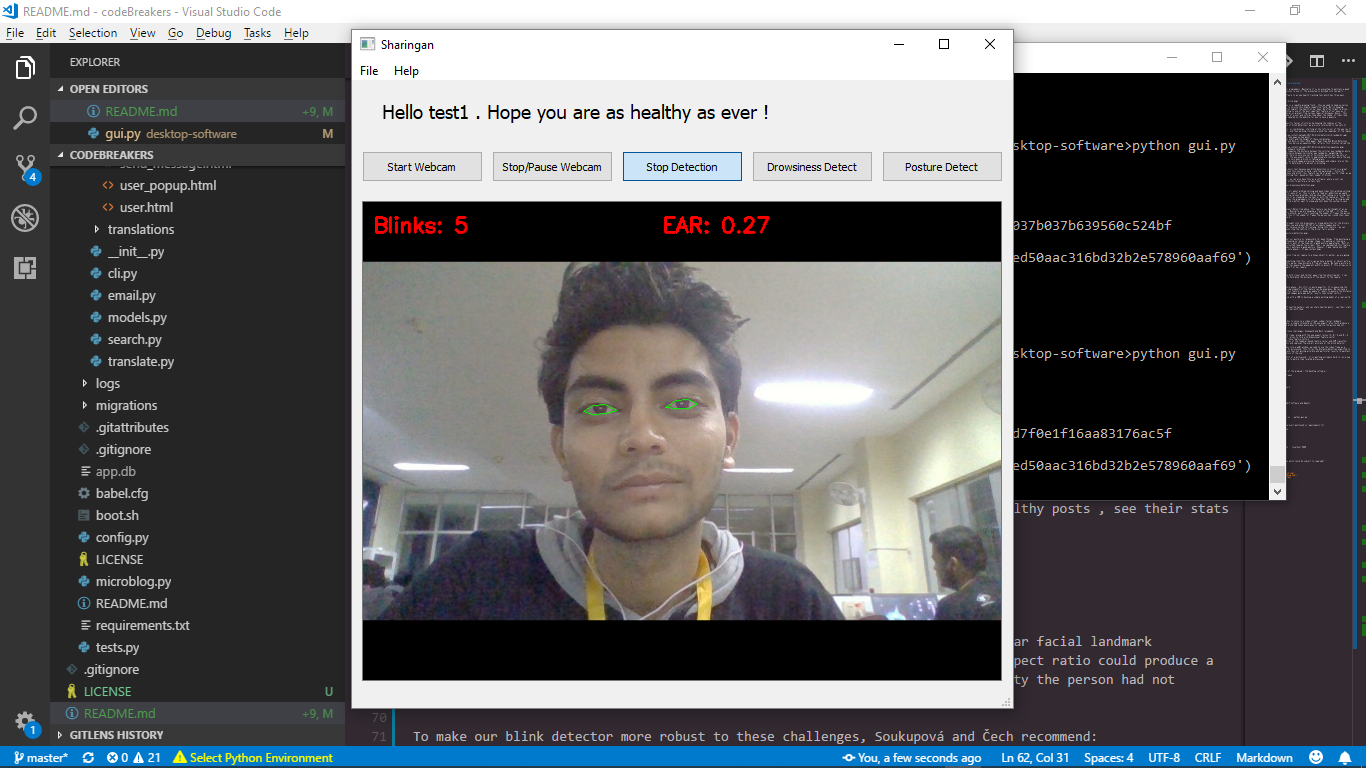 README.md - codeBreakers - Visual Studio Code
File Edit Selection View Go Debug Tasks Help
EXPLORER
OPEN EDITORS
README.md +9, M
gui.py desktop-software M
CODEBREAKERS
user_popup.html
user.html
translations
__init__.py
cli.py
email.py
models.py
search.py
translate.py
logs
migrations
.gitattributes
.gitignore
app.db
babel.cfg
boot.sh
config.py
LICENSE
microblog.py
README.md
requirements.txt
tests.py
.gitignore
LICENSE U
README.md +9, M
GITLENS HISTORY
4
1
Sharingan
File Help
Hello test1 . Hope you are as healthy as ever !
Start Webcam Stop/Pause Webcam Stop Detection Drowsiness Detect Posture Detect
Blinks: 5 EAR: 0.27
sktop-software>python gui.py
037b037b639560c524bf
ed50aac316bd32b2e578960aaf69')
sktop-software>python gui.py
d7f0e1f16aa83176ac5f
ed50aac316bd32b2e578960aaf69')
lthy posts , see their stats
ar facial landmark
pect ratio could produce a
ty the person had not
70
71 To make our blink detector more robust to these challenges, Soukupová and Čech recommend:
master* 0 21 Select Python Environment You, a few seconds ago Ln 62, Col 31 Spaces: 4 UTF-8 CRLF Markdown